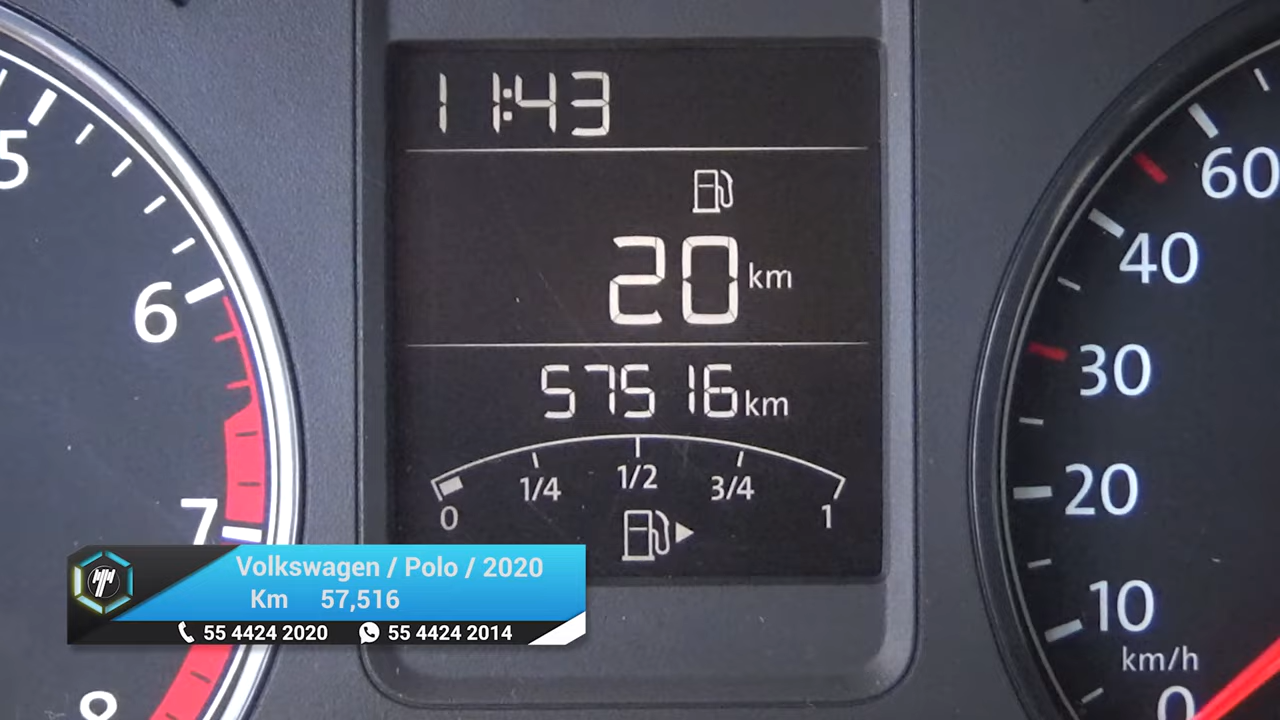 11:43
20 km
57516 km
0 1/4 1/2 3/4 1
5
6
7
8
60
40
30
20
10
km/h
0
Volkswagen / Polo / 2020
Km 57,516
55 4424 2020 55 4424 2014